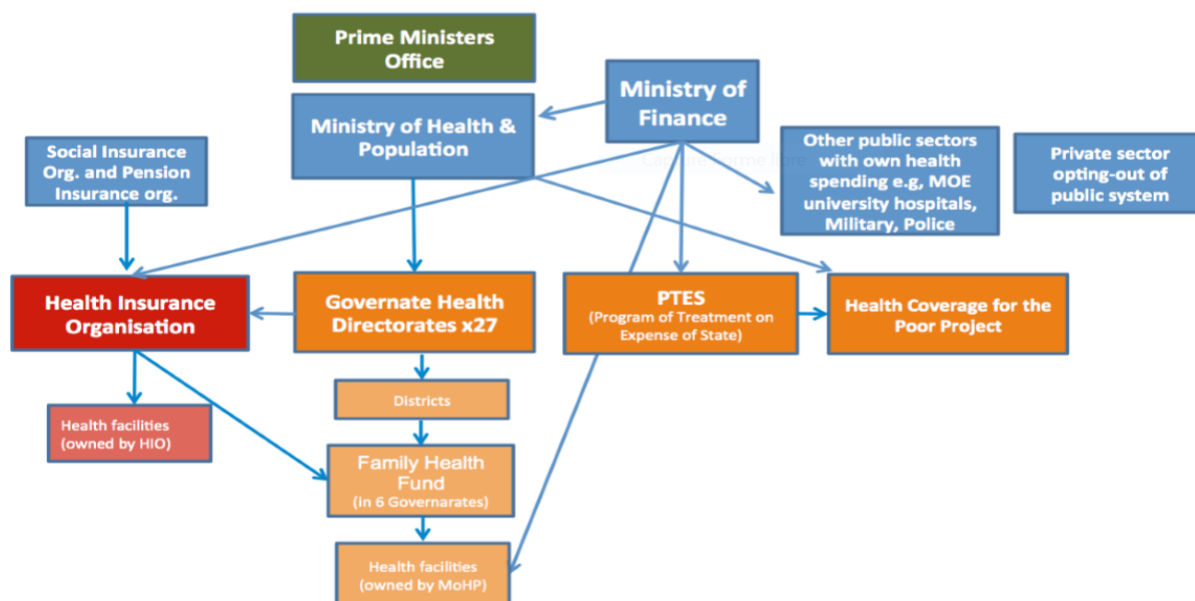 Prime Ministers
Office
Ministry of
Finance
Ministry of Health &
Population
Social Insurance
Org. and Pension
Insurance org.
Other public sectors
with own health
spending e.g, MOE
university hospitals,
Military, Police
Private sector
opting-out of
public system
Capture forme libre
Health Insurance
Organisation
Governate Health
Directorates x27
PTES
(Program of Treatment on
Expense of State)
Health Coverage for the
Poor Project
Districts
Health facilities
(owned by HIO)
Family Health
Fund
(in 6 Governarates)
Health facilities
(owned by MoHP)